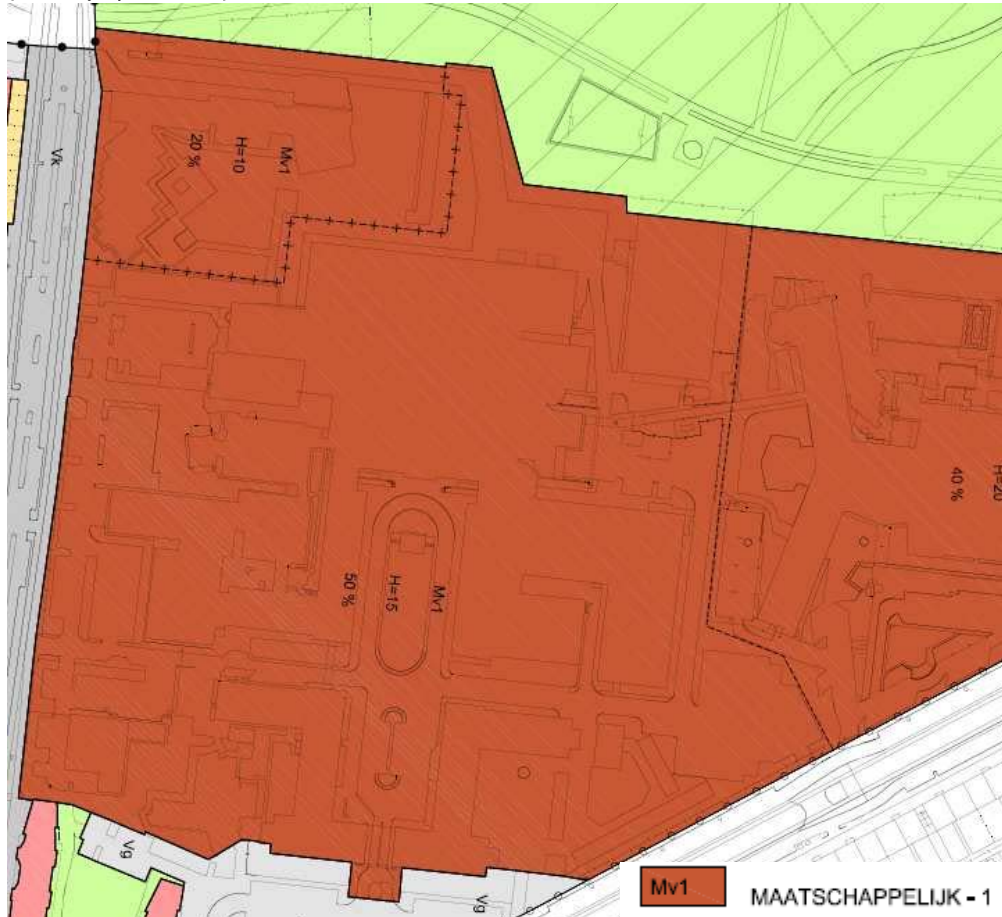 Vk
Mv1
H=10
20 %
H=20
40 %
Mv1
H=15
50 %
Vg
Vg
Mv1
MAATSCHAPPELIJK - 1